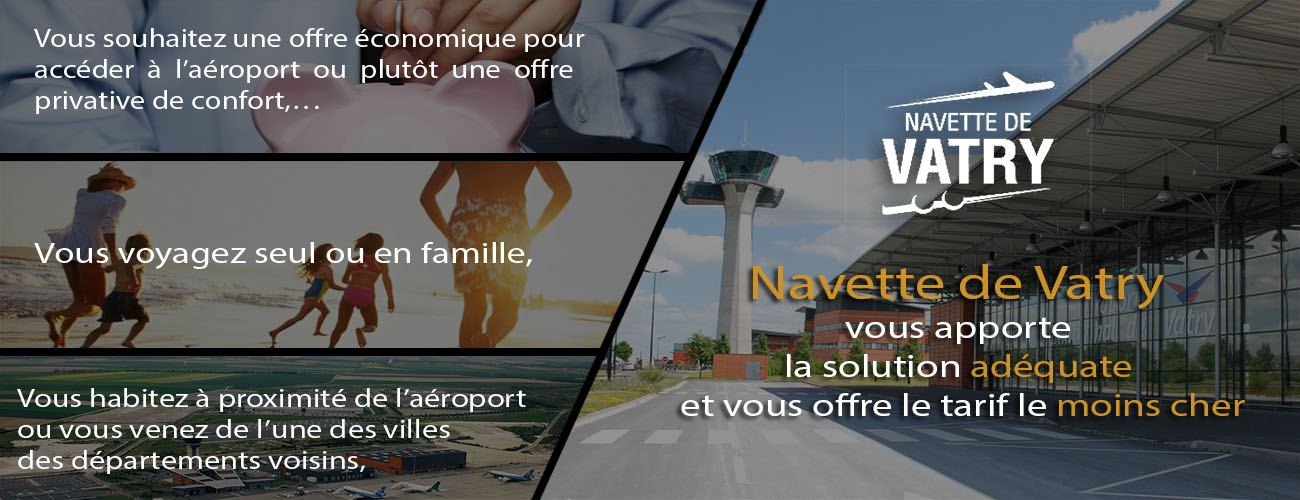 Vous souhaitez une offre économique pour
accéder à l’aéroport ou plutôt une offre
privative de confort,...
Vous voyagez seul ou en famille,
Vous habitez à proximité de l’aéroport
ou vous venez de l’une des villes
des départements voisins,
NAVETTE DE
VATRY
Navette de Vatry
vous apporte
la solution adéquate
et vous offre le tarif le moins cher
vatry